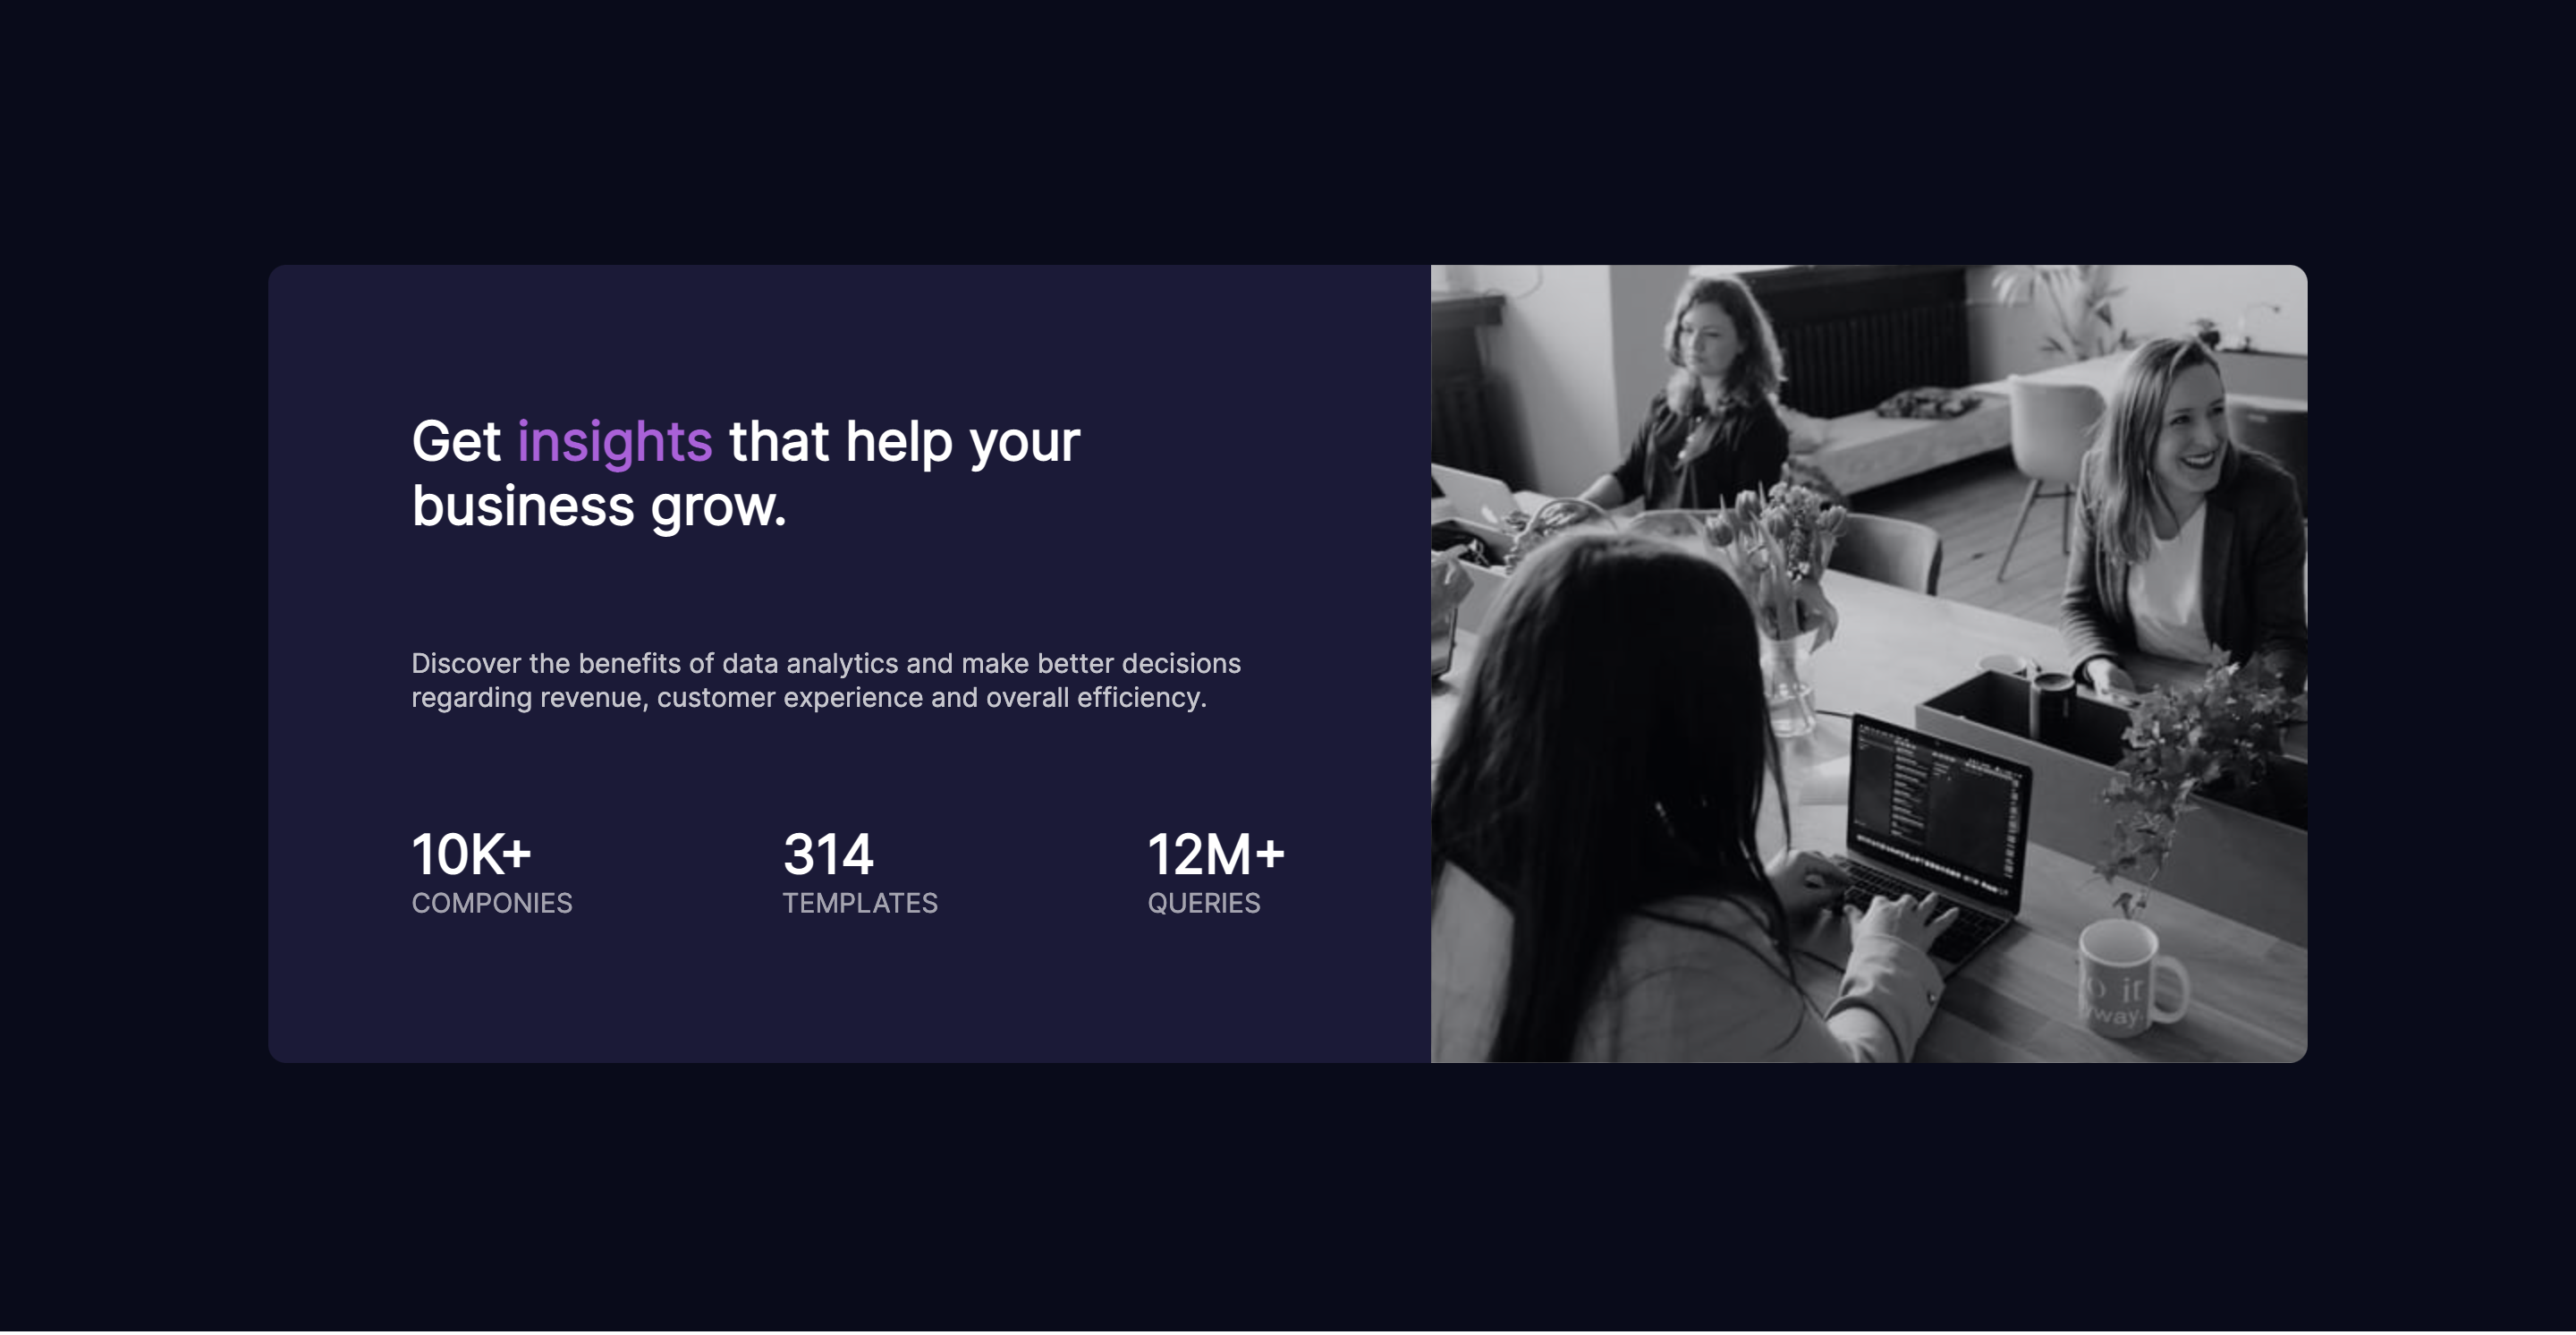 Get insights that help your
business grow.
Discover the benefits of data analytics and make better decisions
regarding revenue, customer experience and overall efficiency.
10K+
COMPONIES
314
TEMPLATES
12M+
QUERIES
way.